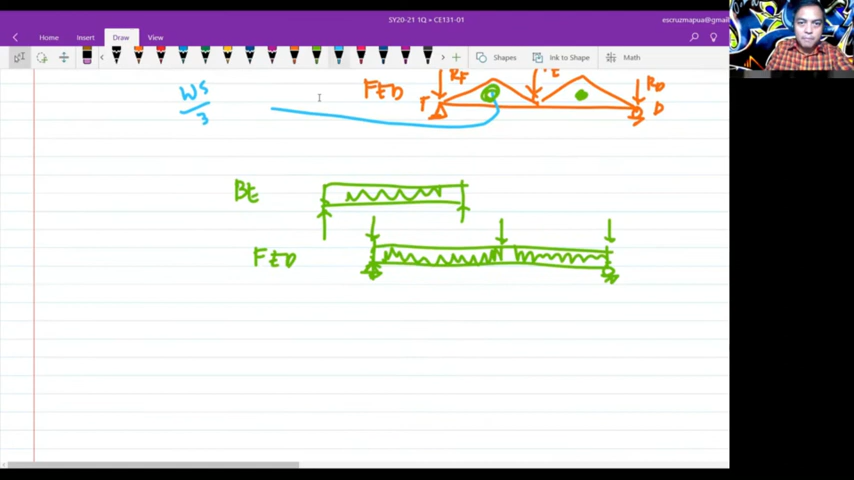 SY20-21 1Q » CE131-01
escruzmapua@gmail
Home Insert Draw View
Shapes Ink to Shape Math
WS
3
FED RF RD
F D
BE
FED